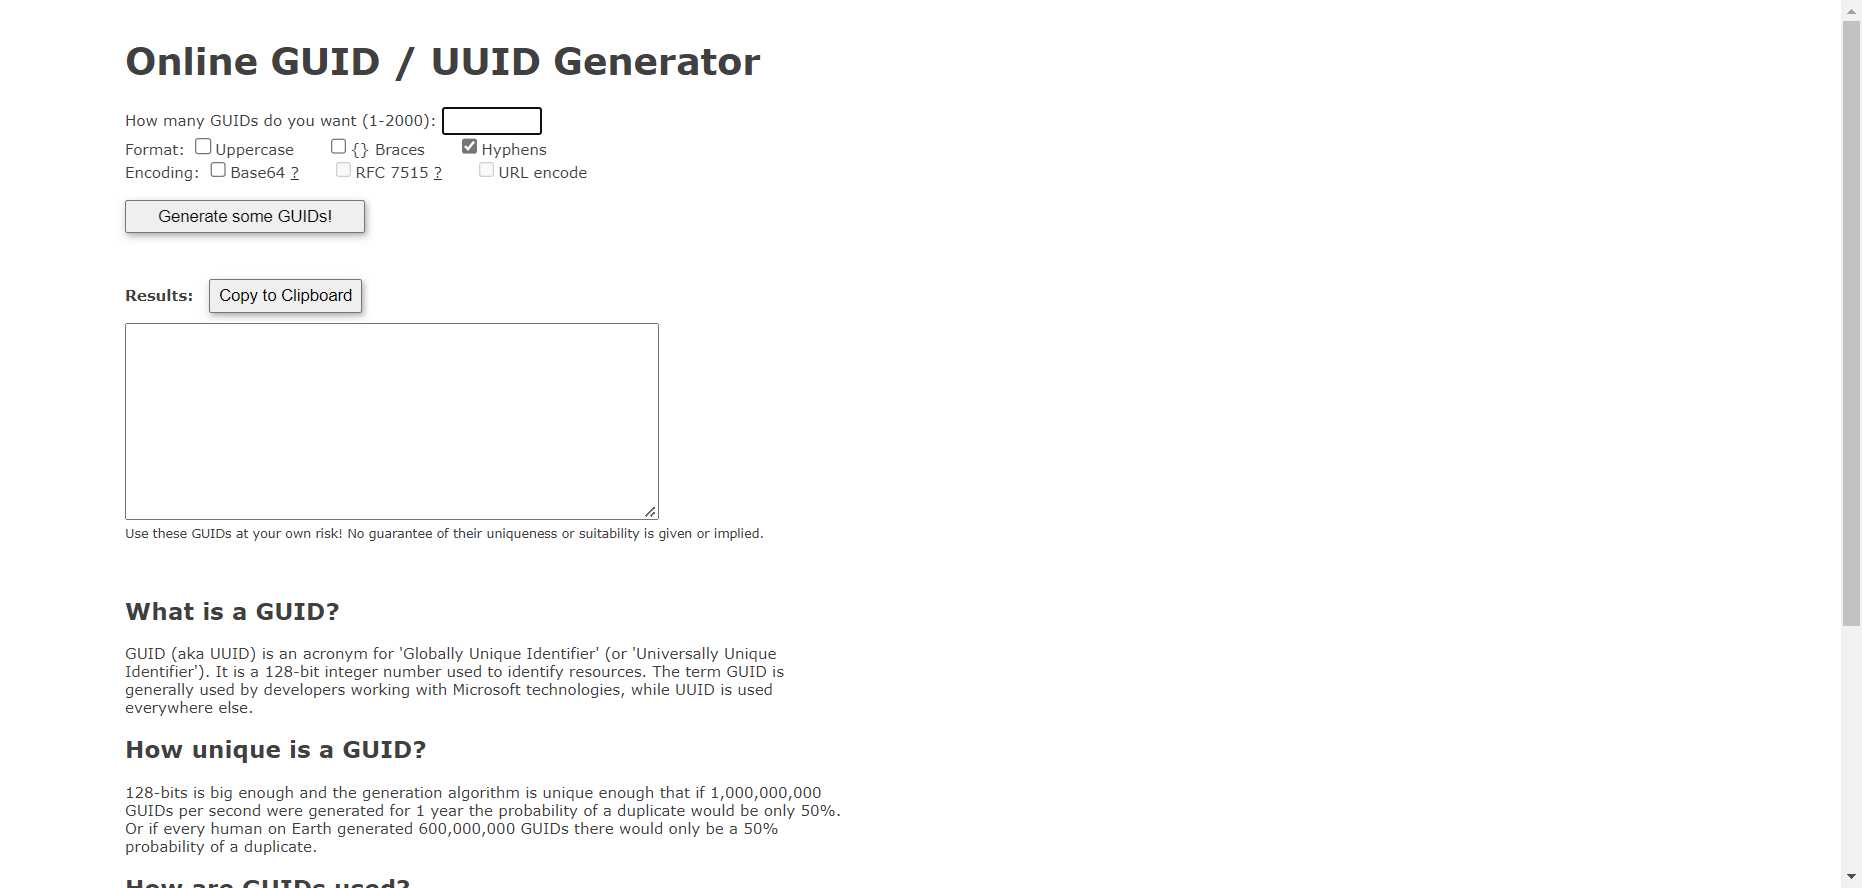 Online GUID / UUID Generator
How many GUIDs do you want (1-2000):
Format: Uppercase {} Braces Hyphens
Encoding: Base64 ? RFC 7515 ? URL encode
Generate some GUIDs!
Results: Copy to Clipboard
Use these GUIDs at your own risk! No guarantee of their uniqueness or suitability is given or implied.
What is a GUID?
GUID (aka UUID) is an acronym for 'Globally Unique Identifier' (or 'Universally Unique
Identifier'). It is a 128-bit integer number used to identify resources. The term GUID is
generally used by developers working with Microsoft technologies, while UUID is used
everywhere else.
How unique is a GUID?
128-bits is big enough and the generation algorithm is unique enough that if 1,000,000,000
GUIDs per second were generated for 1 year the probability of a duplicate would be only 50%.
Or if every human on Earth generated 600,000,000 GUIDs there would only be a 50%
probability of a duplicate.
How are GUIDs used?